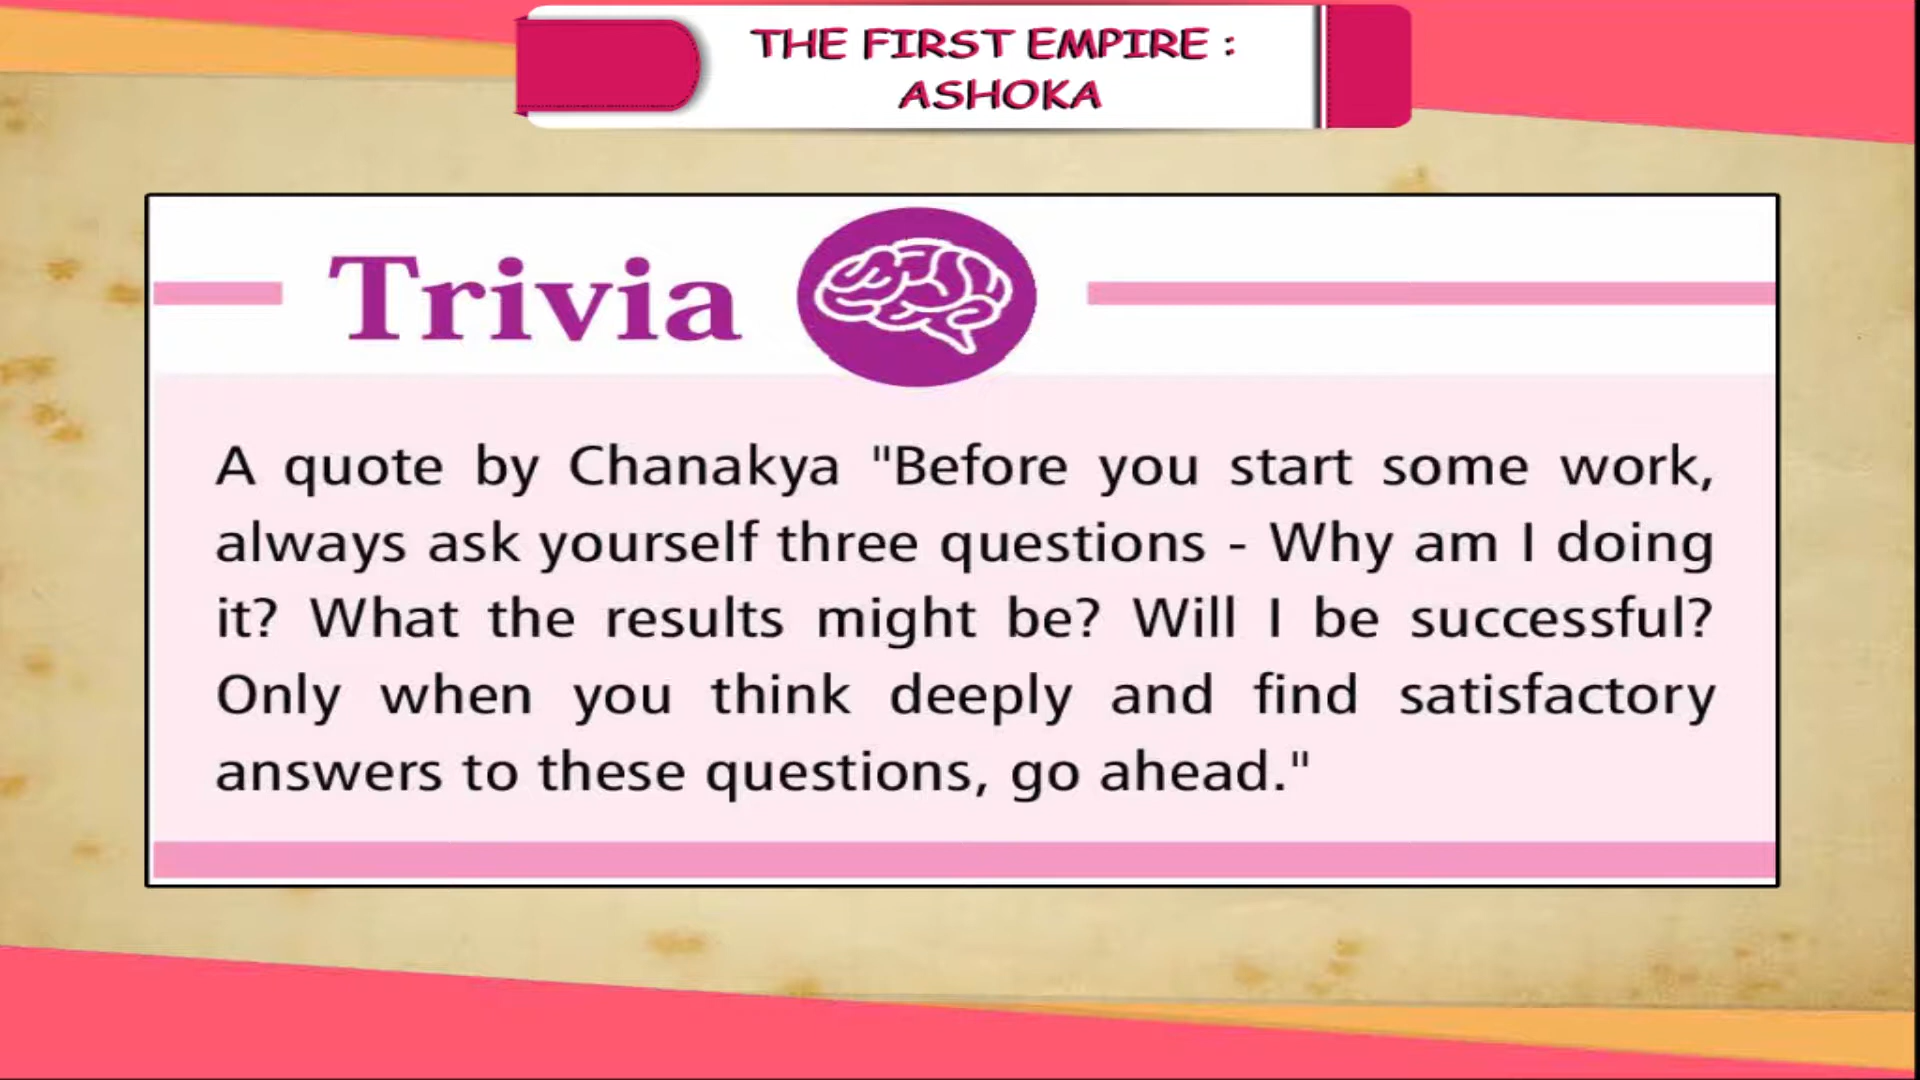 THE FIRST EMPIRE :
ASHOKA
Trivia
A quote by Chanakya "Before you start some work,
always ask yourself three questions - Why am I doing
it? What the results might be? Will I be successful?
Only when you think deeply and find satisfactory
answers to these questions, go ahead."